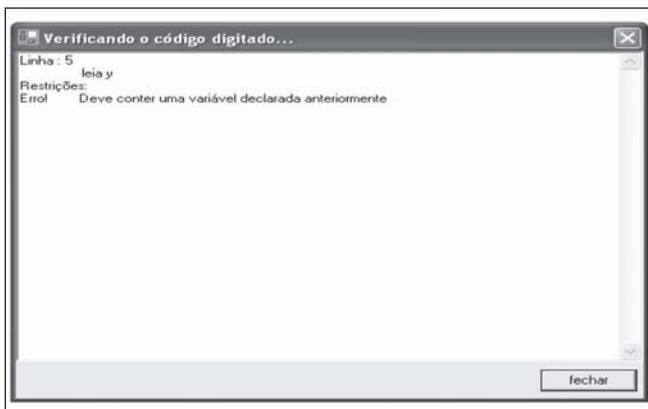 Verificando o código digitado...
Linha : 5
leia y
Restrições:
Erro! Deve conter uma variável declarada anteriormente
fechar